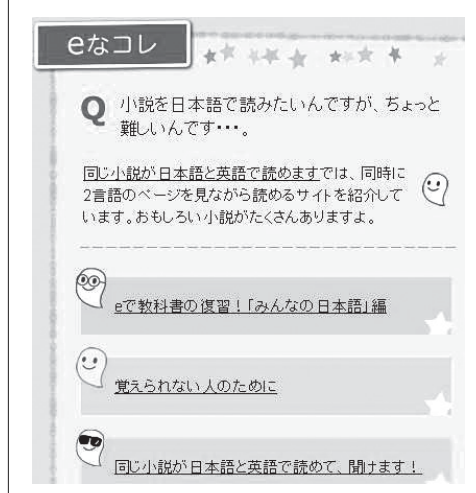 eなコレ
Q 小説を日本語で読みたいんですが、ちょっと
難しいんです・・・。
同じ小説が日本語と英語で読めますでは、同時に
2言語のページを見ながら読めるサイトを紹介して
います。おもしろい小説がたくさんありますよ。
eで教科書の復習！「みんなの日本語」編
覚えられない人のために
同じ小説が日本語と英語で読めて、聞けます！